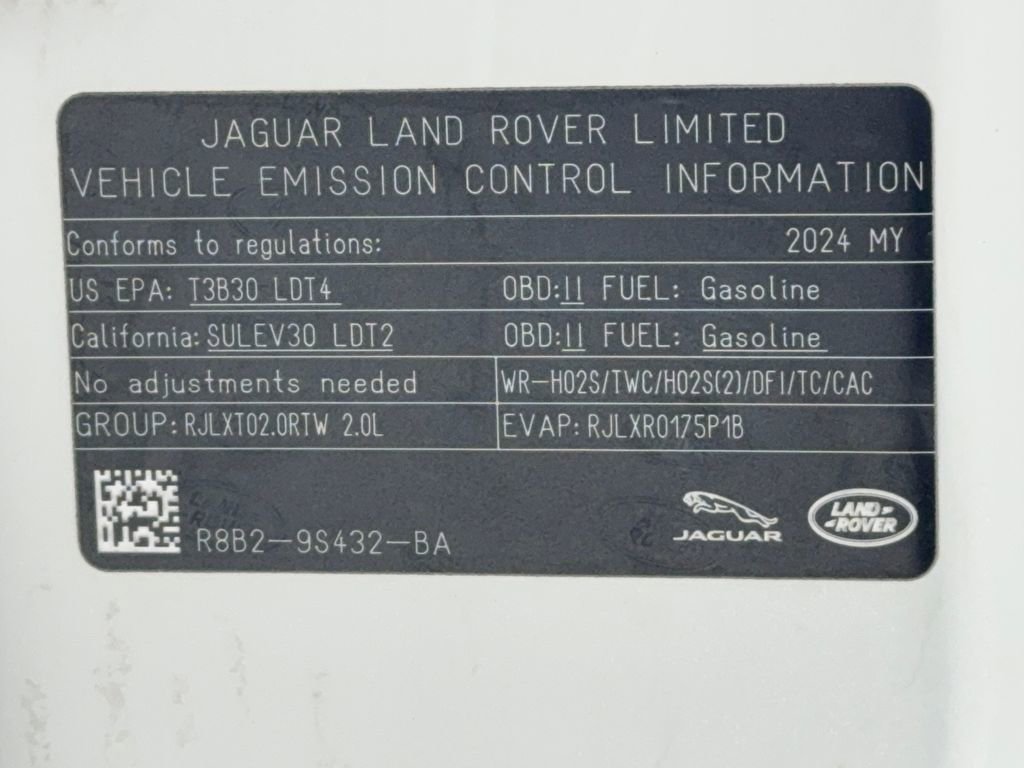 JAGUAR LAND ROVER LIMITED
VEHICLE EMISSION CONTROL INFORMATION
Conforms to regulations: 2024 MY
US EPA: T3B30 LDT4 OBD:II FUEL: Gasoline
California: SULEV30 LDT2 OBD:II FUEL: Gasoline
No adjustments needed WR-HO2S/TWC/HO2S(2)/DFI/TC/CAC
GROUP: RJLXT02.0RTW 2.0L EVAP: RJLXR0175P1B
R8B2-9S432-BA
JAGUAR
LAND-
-ROVER